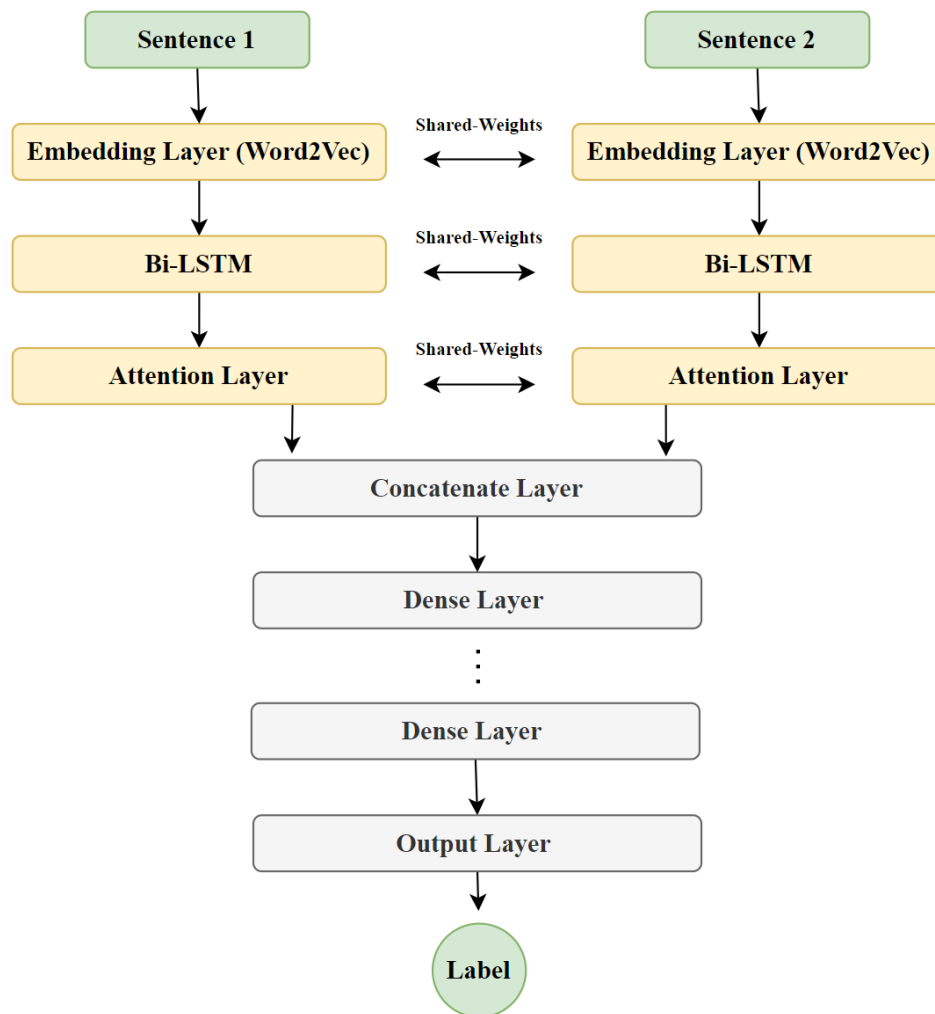 Sentence 1
Sentence 2
Shared-Weights
Embedding Layer (Word2Vec)
Embedding Layer (Word2Vec)
Shared-Weights
Bi-LSTM
Bi-LSTM
Shared-Weights
Attention Layer
Attention Layer
Concatenate Layer
Dense Layer
Dense Layer
Output Layer
Label